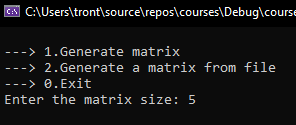 C:\Users\tront\source\repos\courses\Debug\course
---> 1.Generate matrix
---> 2.Generate a matrix from file
---> 0.Exit
Enter the matrix size: 5